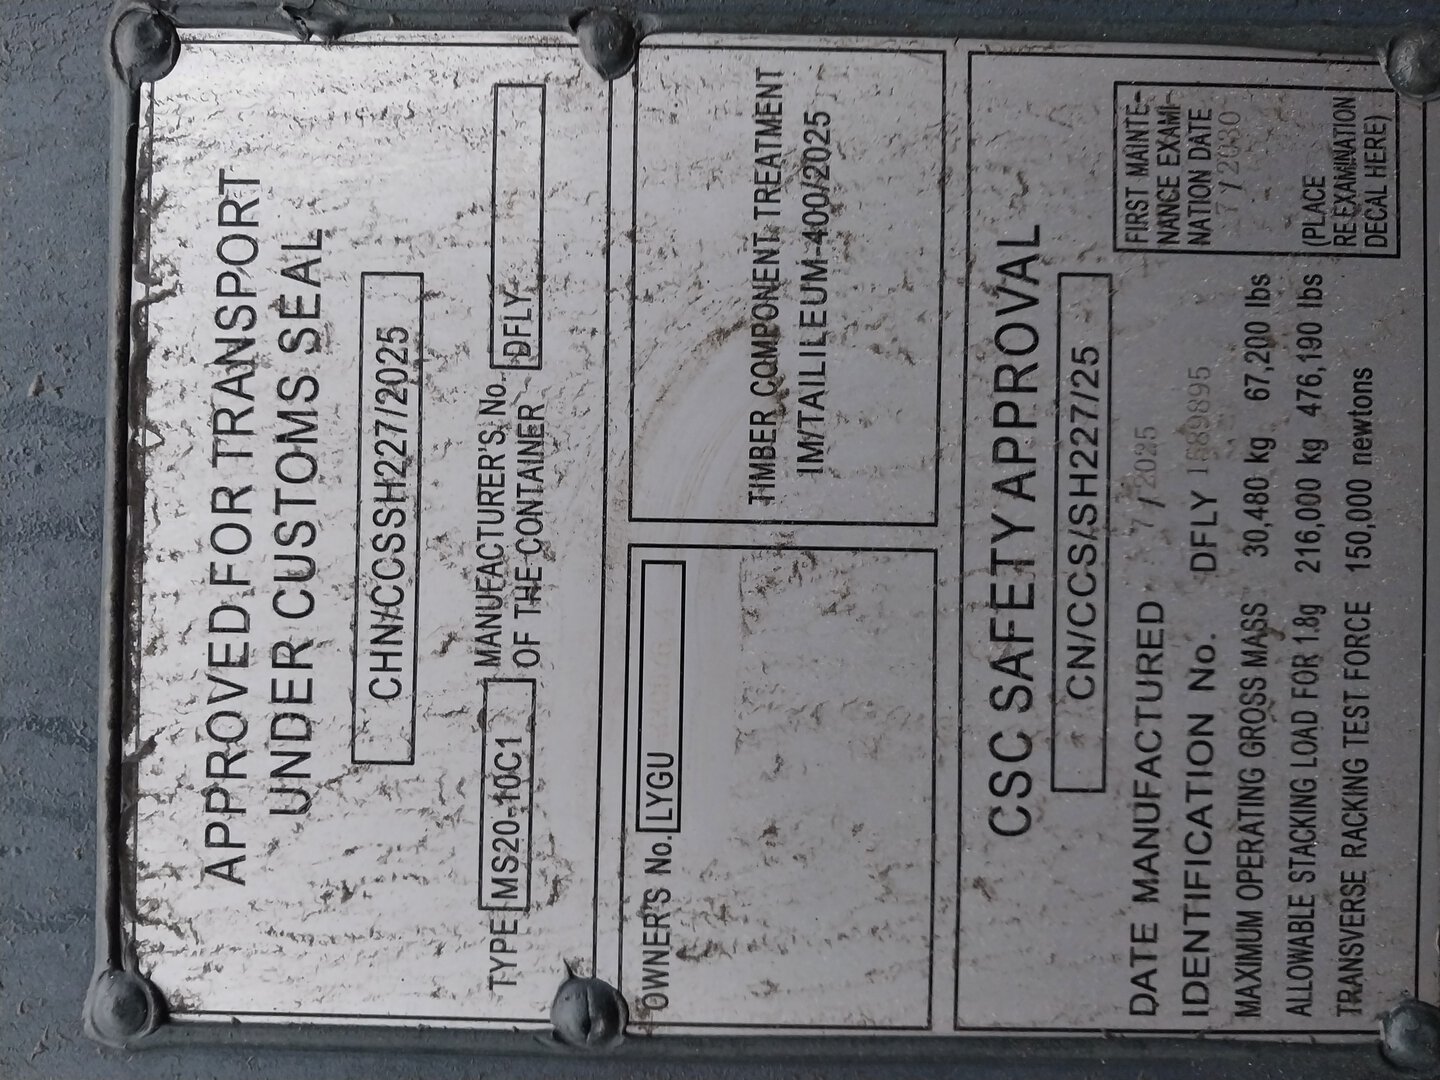 APPROVED FOR TRANSPORT
UNDER CUSTOMS SEAL
CHN/CCSSH227/2025
TYPE MS20-10C1 MANUFACTURER'S No. DFLY
OF THE CONTAINER
OWNER'S No. LYGU
TIMBER COMPONENT TREATMENT
IM/TAILILEUM-400/2025
CSC SAFETY APPROVAL
CN/CCS/SH227/25
DATE MANUFACTURED 7/2025
IDENTIFICATION No. DFLY 1589895
MAXIMUM OPERATING GROSS MASS 30,480 kg 67,200 lbs
ALLOWABLE STACKING LOAD FOR 1.8g 216,000 kg 476,190 lbs
TRANSVERSE RACKING TEST FORCE 150,000 newtons
FIRST MAINTE-
NANCE EXAMI-
NATION DATE
7/2030
(PLACE
RE-EXAMINATION
DECAL HERE)